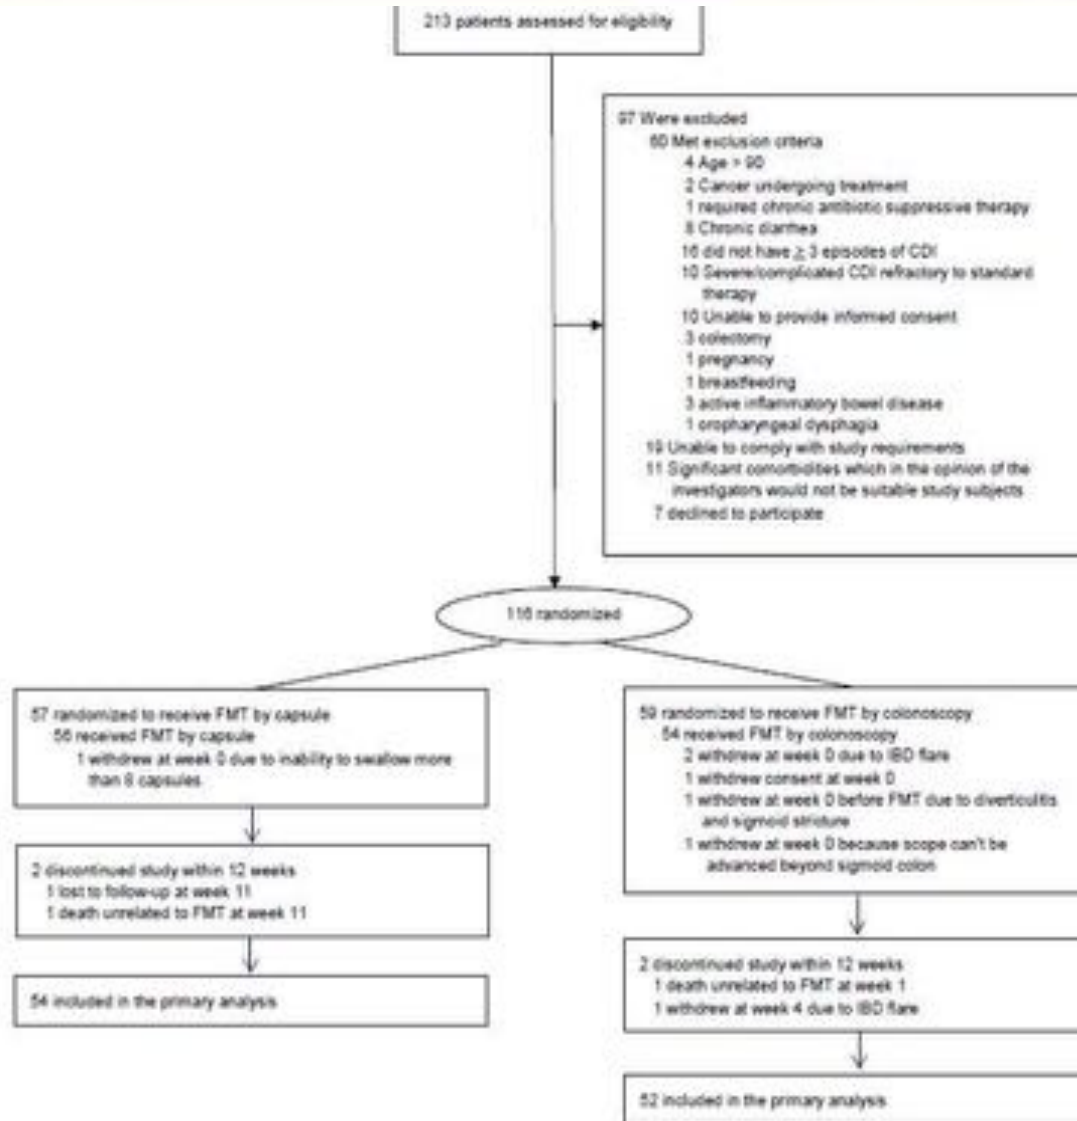 213 patients assessed for eligibility
97 Were excluded
60 Met exclusion criteria
4 Age > 90
2 Cancer undergoing treatment
1 required chronic antibiotic suppressive therapy
8 Chronic diarrhea
16 did not have ≥ 3 episodes of CDI
10 Severe/complicated CDI refractory to standard
therapy
10 Unable to provide informed consent
3 colectomy
1 pregnancy
1 breastfeeding
3 active inflammatory bowel disease
1 oropharyngeal dysphagia
19 Unable to comply with study requirements
11 Significant comorbidities which in the opinion of the
investigators would not be suitable study subjects
7 declined to participate
116 randomized
57 randomized to receive FMT by capsule
56 received FMT by capsule
1 withdrew at week 0 due to inability to swallow more
than 8 capsules
2 discontinued study within 12 weeks
1 lost to follow-up at week 11
1 death unrelated to FMT at week 11
54 included in the primary analysis
59 randomized to receive FMT by colonoscopy
54 received FMT by colonoscopy
2 withdrew at week 0 due to IBD flare
1 withdrew consent at week 0
1 withdrew at week 0 before FMT due to diverticulitis
and sigmoid stricture
1 withdrew at week 0 because scope can't be
advanced beyond sigmoid colon
2 discontinued study within 12 weeks
1 death unrelated to FMT at week 1
1 withdrew at week 4 due to IBD flare
52 included in the primary analysis